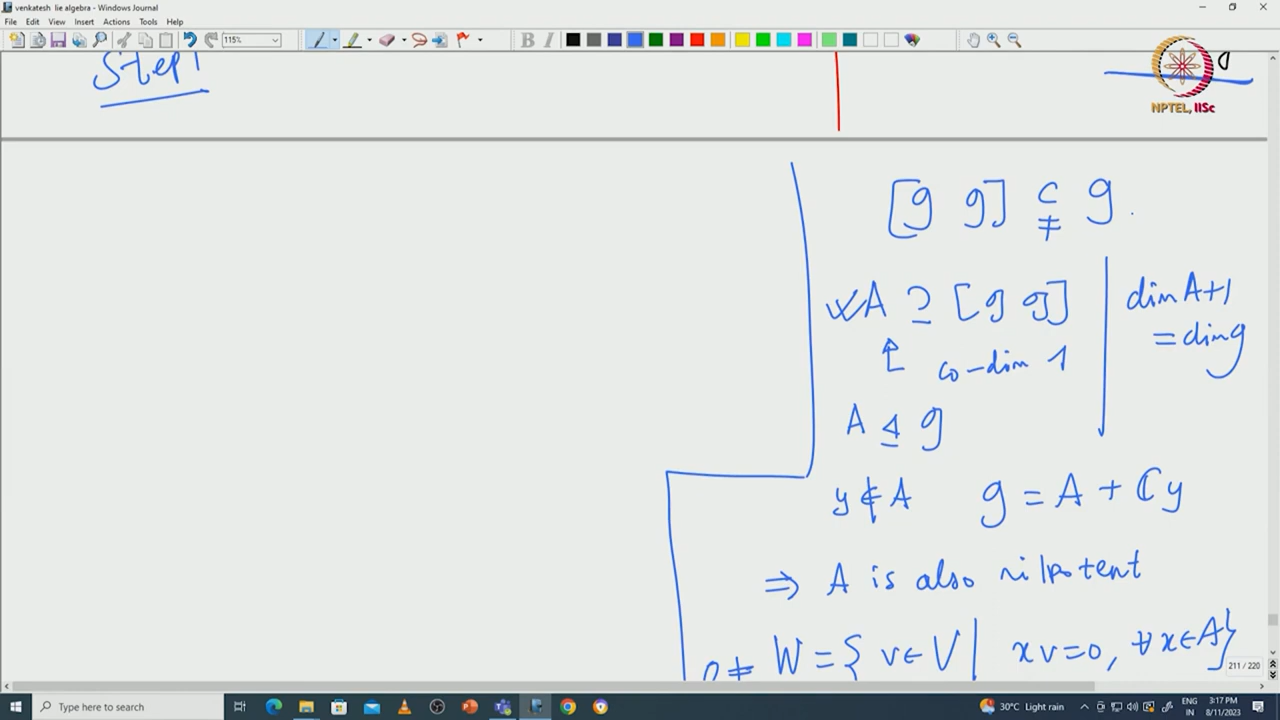 venkatesh lie algebra - Windows Journal
File Edit View Insert Actions Tools Help
115%
B I
NPTEL, IISc
Step1
[g g] ⊊ g.
A ⊇ [g g]
co-dim 1
dim A+1
= dim g
A ⊴ g
y ∉ A g = A + ℂy
⇒ A is also nilpotent
0 ≠ W = { v ∈ V | xv=0, ∀x∈A}
211 / 220
Type here to search
30°C Light rain
ENG
IN
3:17 PM
8/11/2023